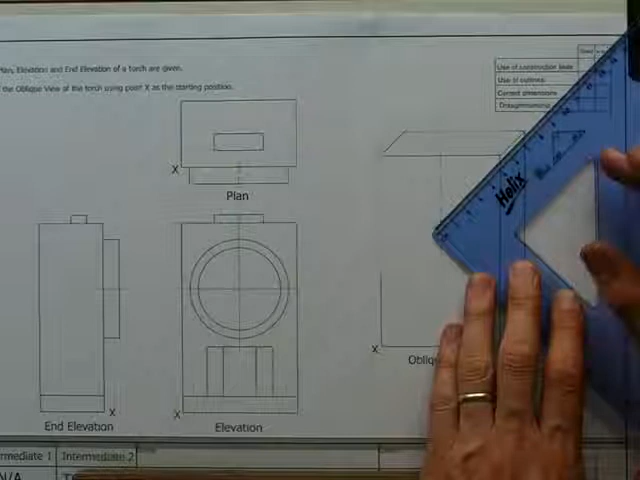 Plan, Elevation and End Elevation of a torch are given.
the Oblique View of the torch using point X as the starting position.
Use of construction lines
Use of outlines
Correct dimensions
Draughtsmanship
X
Plan
Helix
X
End Elevation
X
Elevation
X
Obliq
mediate 1
Intermediate 2
N/A